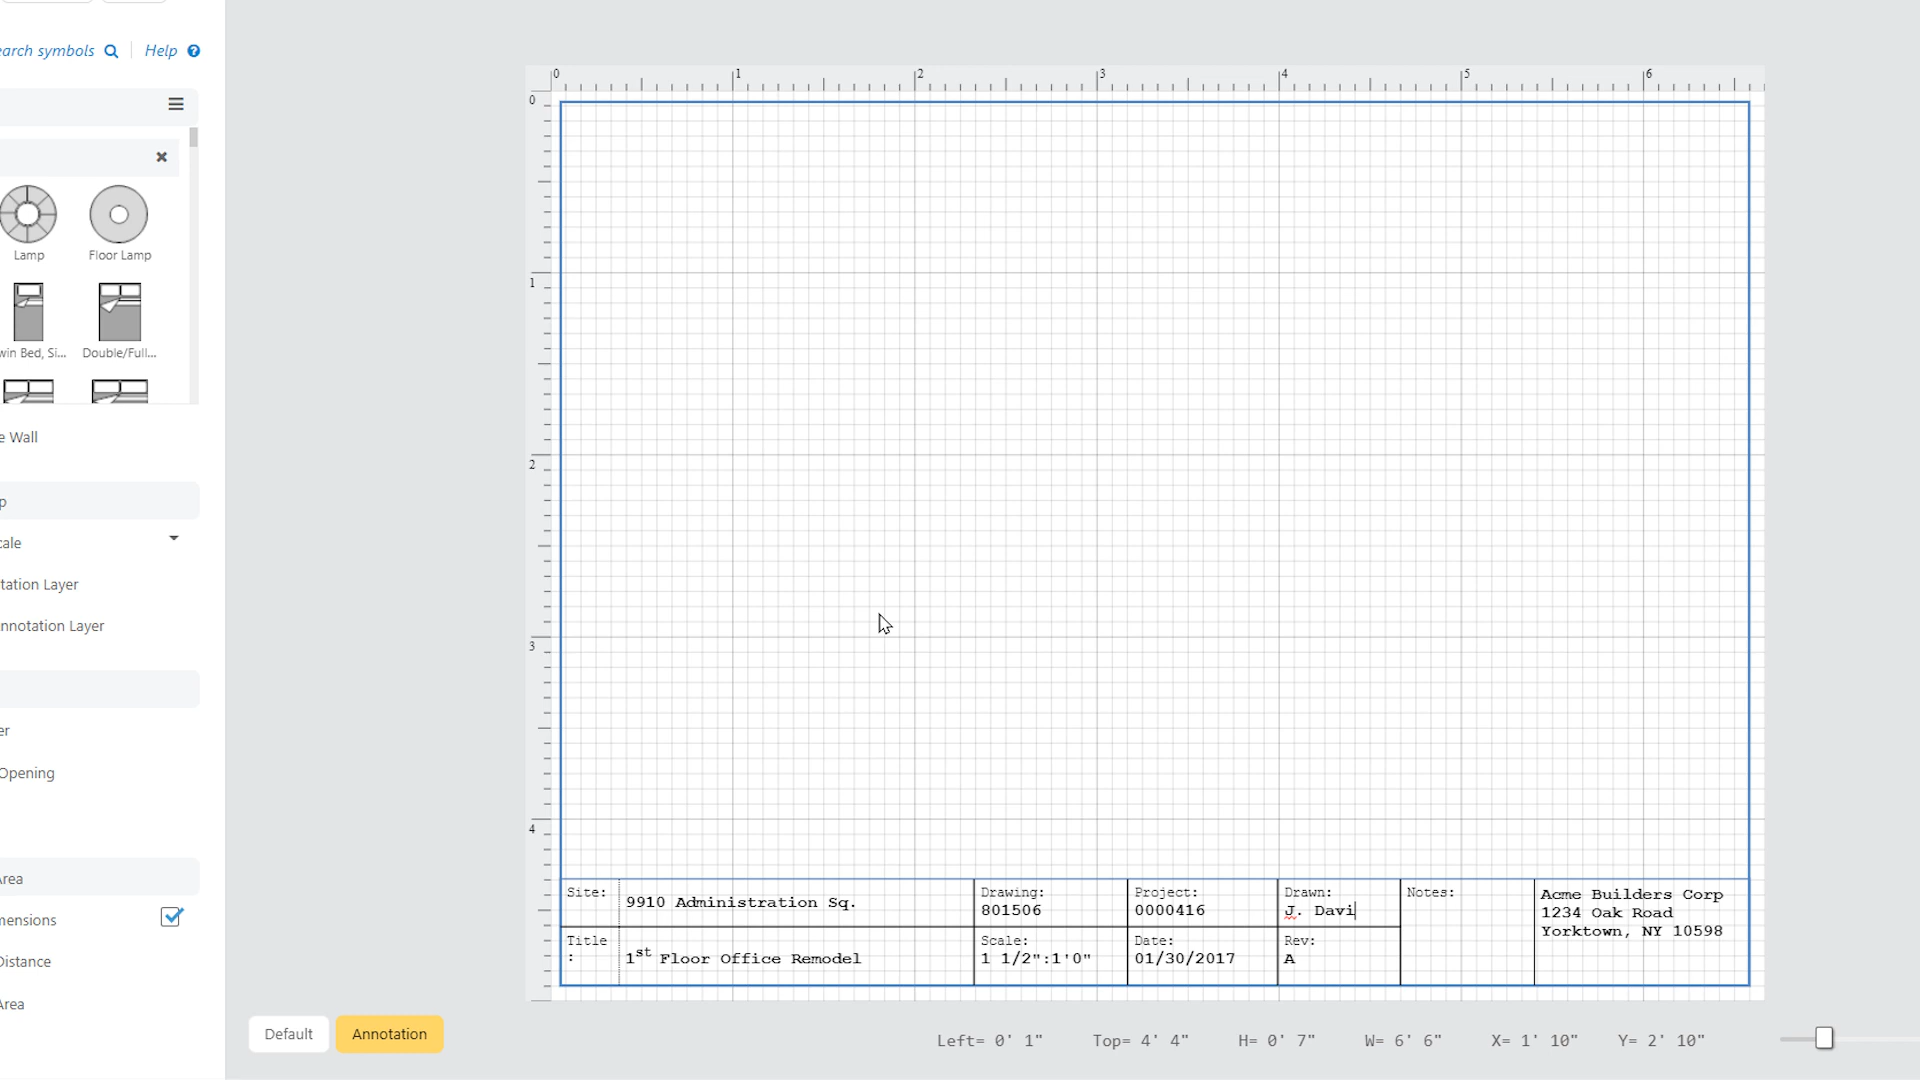 arch symbols Help ?
0 1 2 3 4 5 6
0
Lamp Floor Lamp
1
win Bed, Si... Double/Full...
e Wall
2
p
cale
tation Layer
nnotation Layer
3
er
Opening
4
Area
mensions
Distance
Area
Site: 9910 Administration Sq. Drawing: 801506 Project: 0000416 Drawn: J. Davi Notes: Acme Builders Corp
1234 Oak Road
Yorktown, NY 10598
Title : 1st Floor Office Remodel Scale: 1 1/2":1'0" Date: 01/30/2017 Rev: A
Default Annotation
Left= 0' 1" Top= 4' 4" H= 0' 7" W= 6' 6" X= 1' 10" Y= 2' 10"